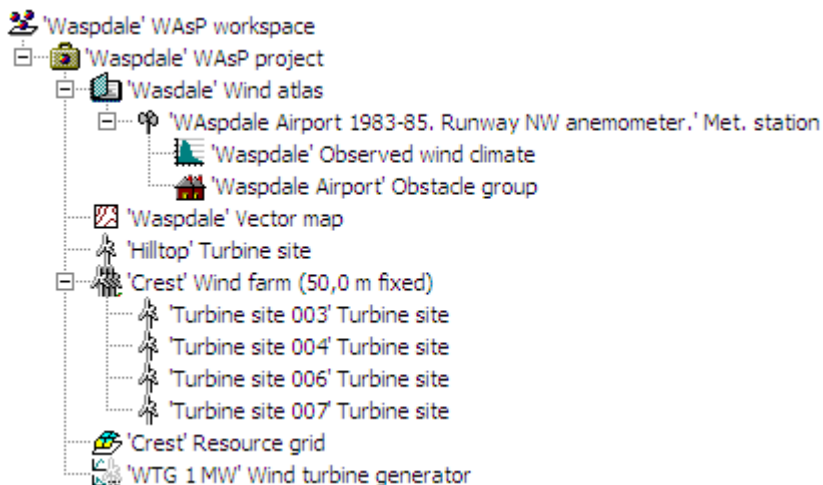 'Waspdale' WAsP workspace
'Waspdale' WAsP project
'Wasdale' Wind atlas
'WAspdale Airport 1983-85. Runway NW anemometer.' Met. station
'Waspdale' Observed wind climate
'Waspdale Airport' Obstacle group
'Waspdale' Vector map
'Hilltop' Turbine site
'Crest' Wind farm (50,0 m fixed)
'Turbine site 003' Turbine site
'Turbine site 004' Turbine site
'Turbine site 006' Turbine site
'Turbine site 007' Turbine site
'Crest' Resource grid
'WTG 1 MW' Wind turbine generator